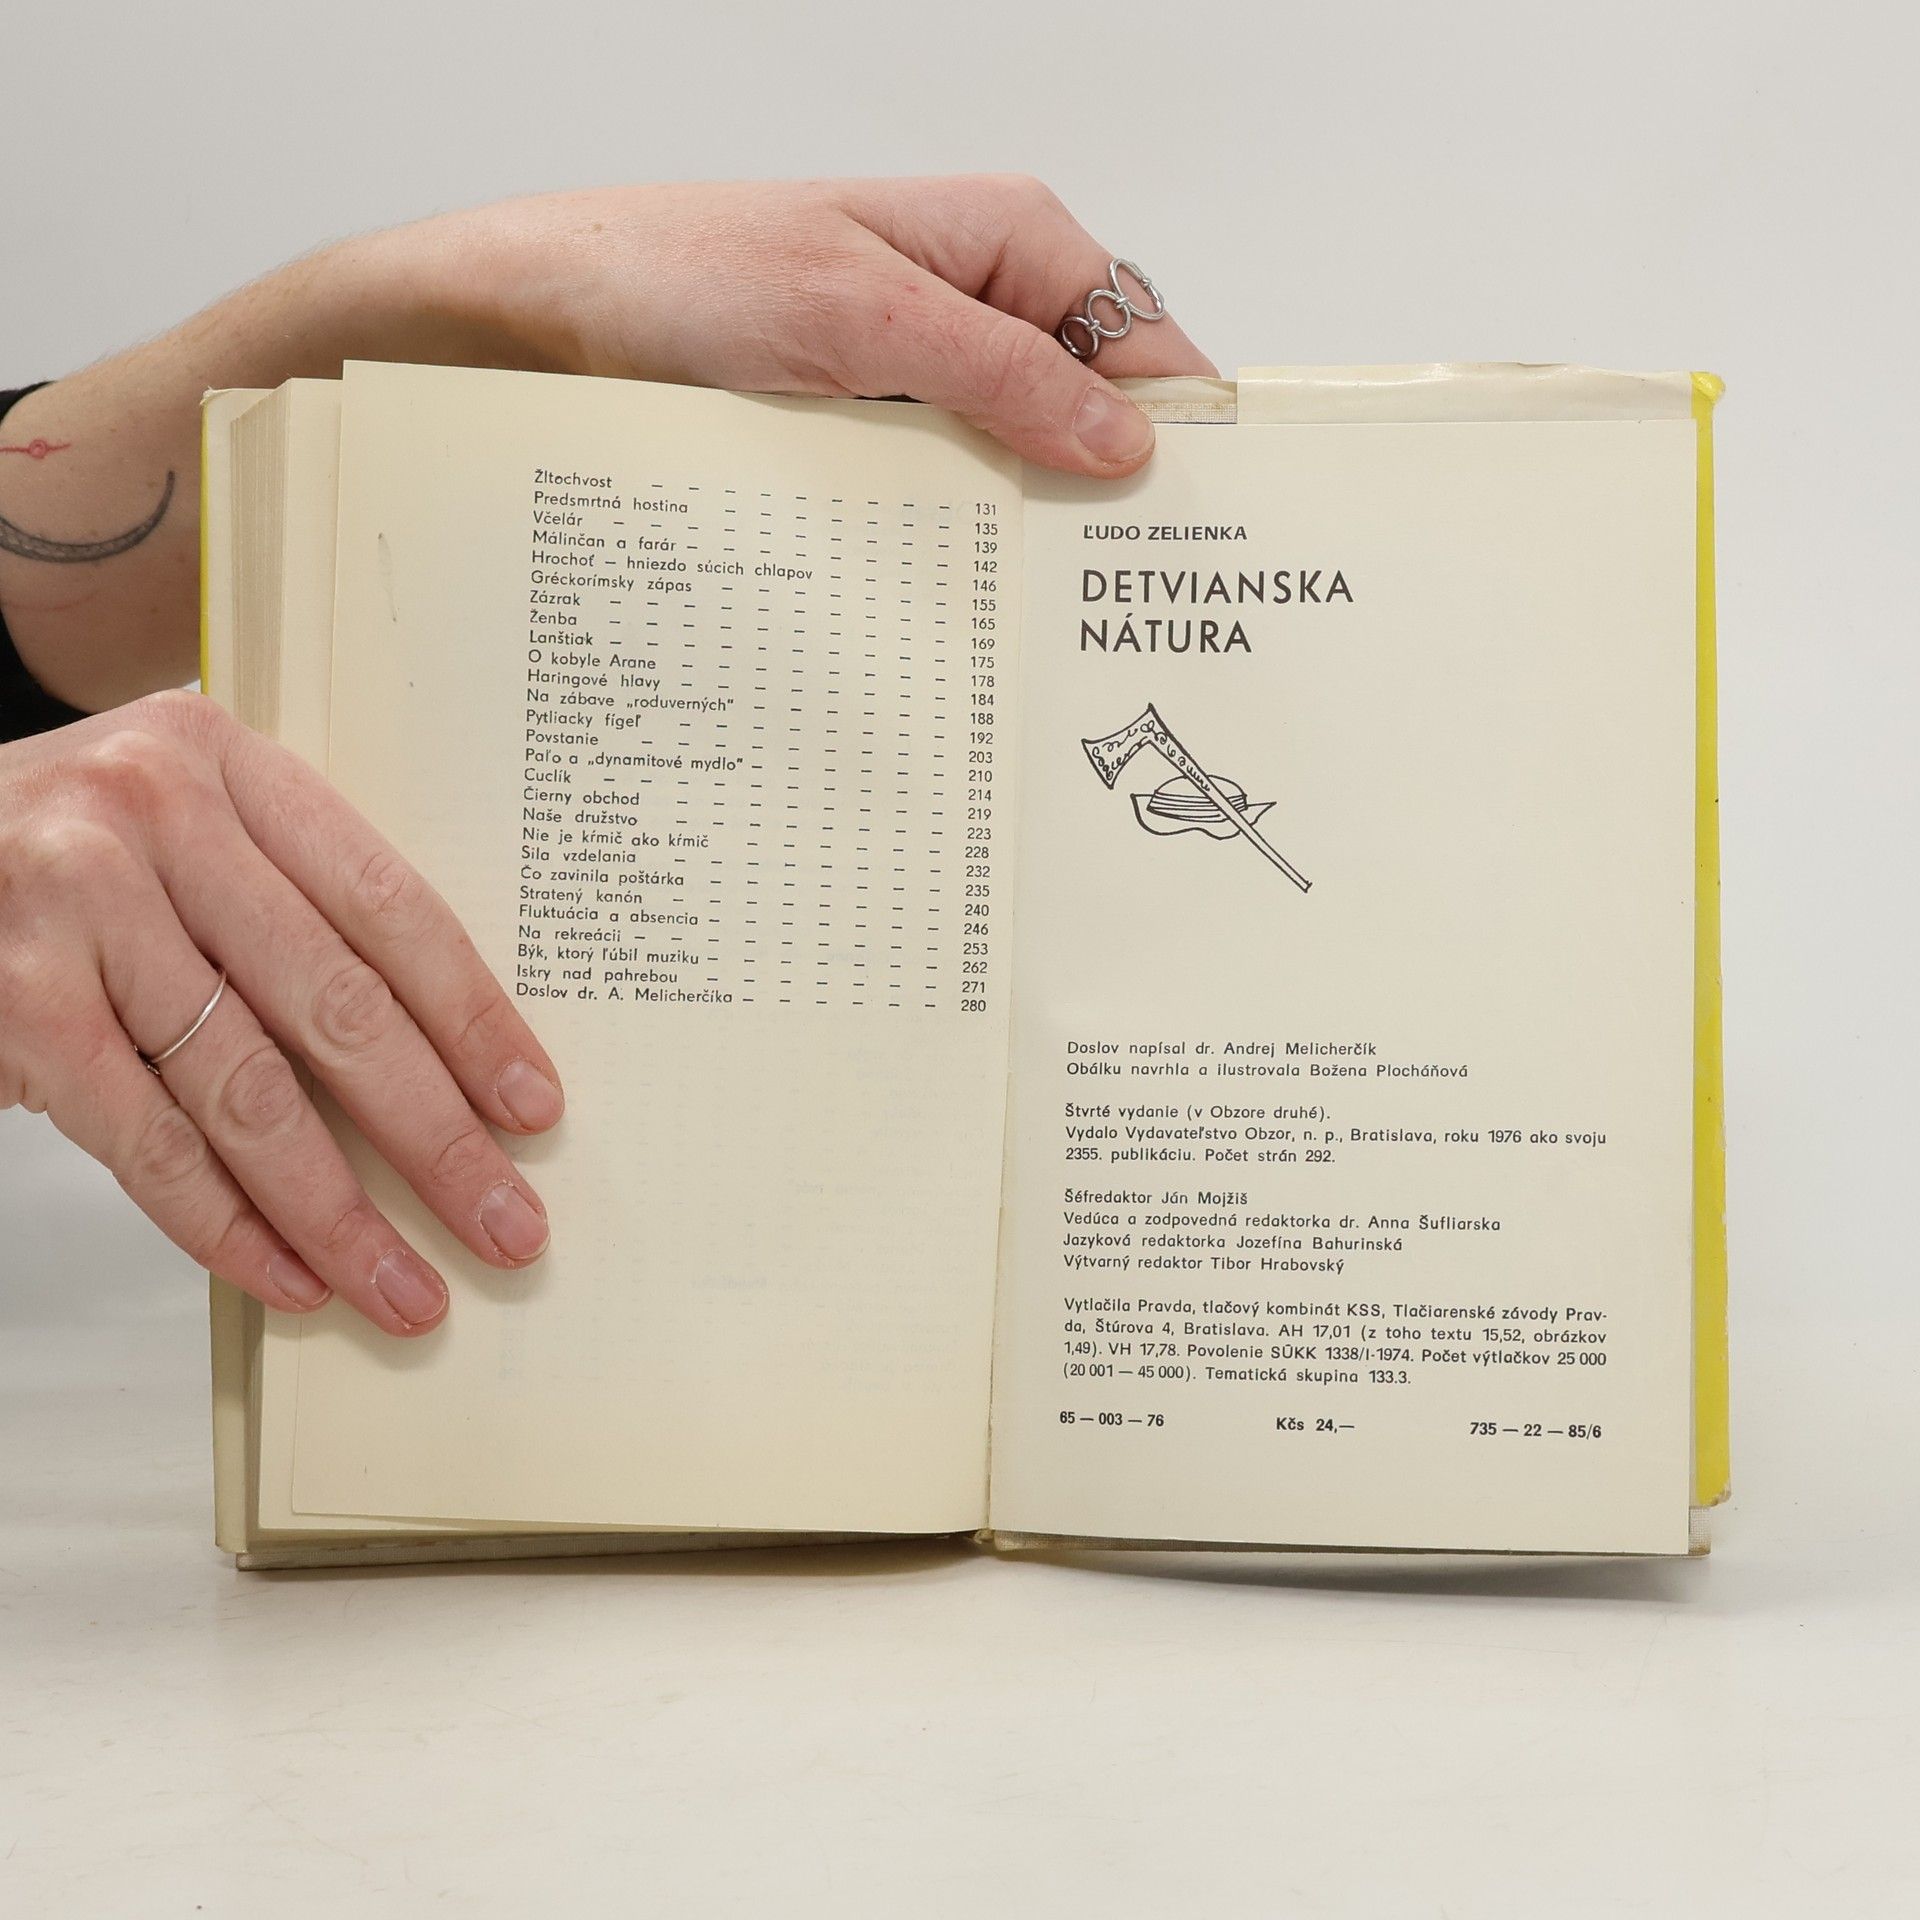 Žltochvost — — — — — — — — — 131
Predsmrtná hostina — — — — — — — 135
Včelár — — — — — — — — — — 139
Málinčan a farár — — — — — — — — 142
Hrochoť — hniezdo súcich chlapov — — — — 146
Gréckorímsky zápas — — — — — — — 155
Zázrak — — — — — — — — — — 165
Ženba — — — — — — — — — — 169
Lanštiak — — — — — — — — — — 175
O kobyle Arane — — — — — — — — 178
Haringové hlavy — — — — — — — — 184
Na zábave „roduverných“ — — — — — — 188
Pytliacky fígeľ — — — — — — — — 192
Povstanie — — — — — — — — — 203
Paľo a „dynamitové mydlo“ — — — — — — 210
Cuclík — — — — — — — — — — 214
Čierny obchod — — — — — — — — 219
Naše družstvo — — — — — — — — 223
Nie je kŕmič ako kŕmič — — — — — — 228
Sila vzdelania — — — — — — — — 232
Čo zavinila poštárka — — — — — — — 235
Stratený kanón — — — — — — — — 240
Fluktuácia a absencia — — — — — — — 246
Na rekreácii — — — — — — — — — 253
Býk, ktorý ľúbil muziku — — — — — — — 262
Iskry nad pahrebou — — — — — — — 271
Doslov dr. A. Melicherčíka — — — — — — 280
ĽUDO ZELIENKA
DETVIANSKA
NÁTURA
Doslov napísal dr. Andrej Melicherčík
Obálku navrhla a ilustrovala Božena Plocháňová
Štvrté vydanie (v Obzore druhé).
Vydalo Vydavateľstvo Obzor, n. p., Bratislava, roku 1976 ako svoju
2355. publikáciu. Počet strán 292.
Šéfredaktor Ján Mojžiš
Vedúca a zodpovedná redaktorka dr. Anna Šufliarska
Jazyková redaktorka Jozefína Bahurinská
Výtvarný redaktor Tibor Hrabovský
Vytlačila Pravda, tlačový kombinát KSS, Tlačiarenské závody Prav-
da, Štúrova 4, Bratislava. AH 17,01 (z toho textu 15,52, obrázkov
1,49). VH 17,78. Povolenie SÚKK 1338/I-1974. Počet výtlačkov 25 000
(20 001 — 45 000). Tematická skupina 133.3.
65 — 003 — 76 Kčs 24,— 735 — 22 — 85/6